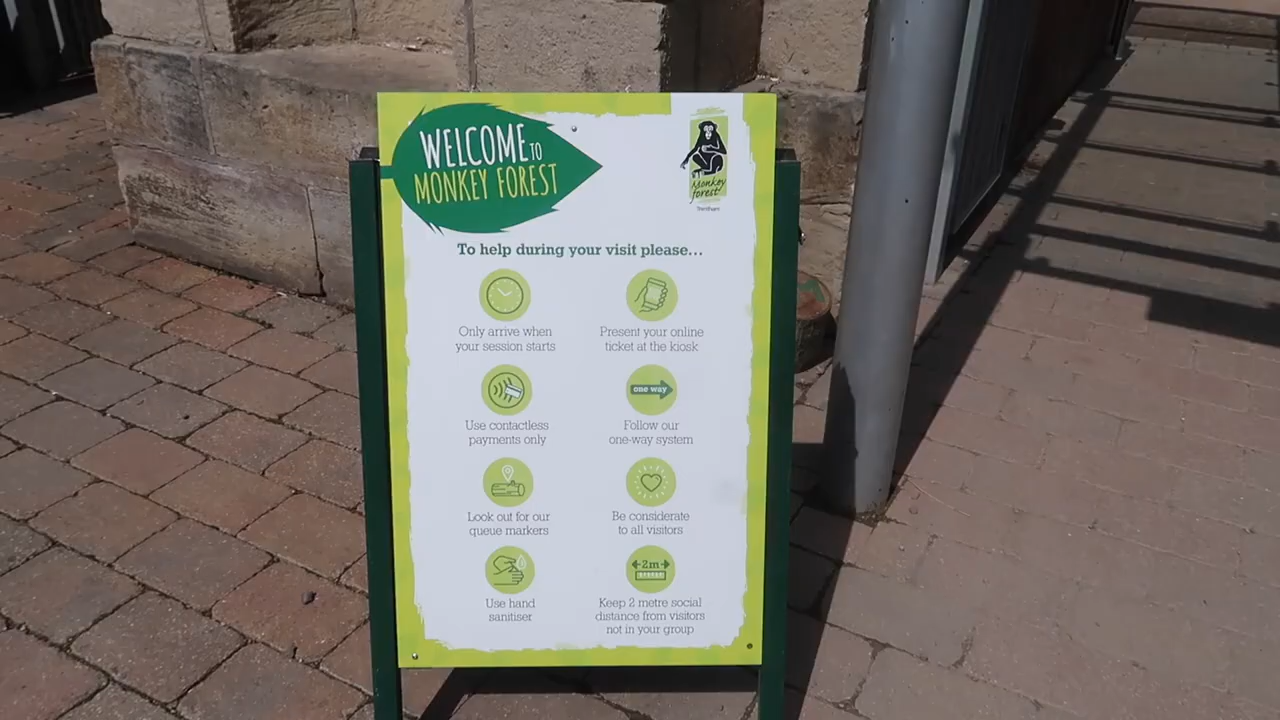 WELCOME TO
MONKEY FOREST
Monkey
forest
Trentham
To help during your visit please...
Only arrive when
your session starts
Present your online
ticket at the kiosk
Use contactless
payments only
one way
Follow our
one-way system
Look out for our
queue markers
Be considerate
to all visitors
Use hand
sanitiser
2m
Keep 2 metre social
distance from visitors
not in your group